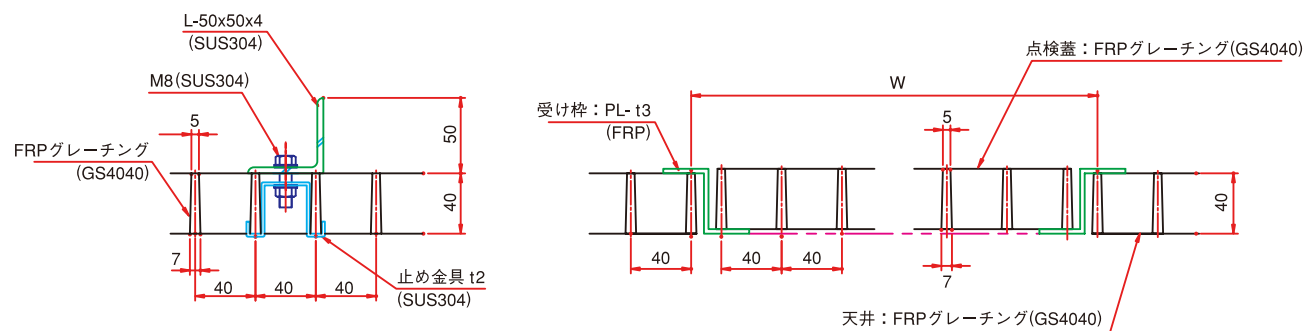 L-50x50x4
(SUS304)
M8(SUS304)
5
50
FRPグレーチング
(GS4040)
40
7
40
40
40
止め金具 t2
(SUS304)
点検蓋：FRPグレーチング(GS4040)
W
受け枠：PL- t3
(FRP)
5
40
40
40
40
7
天井：FRPグレーチング(GS4040)